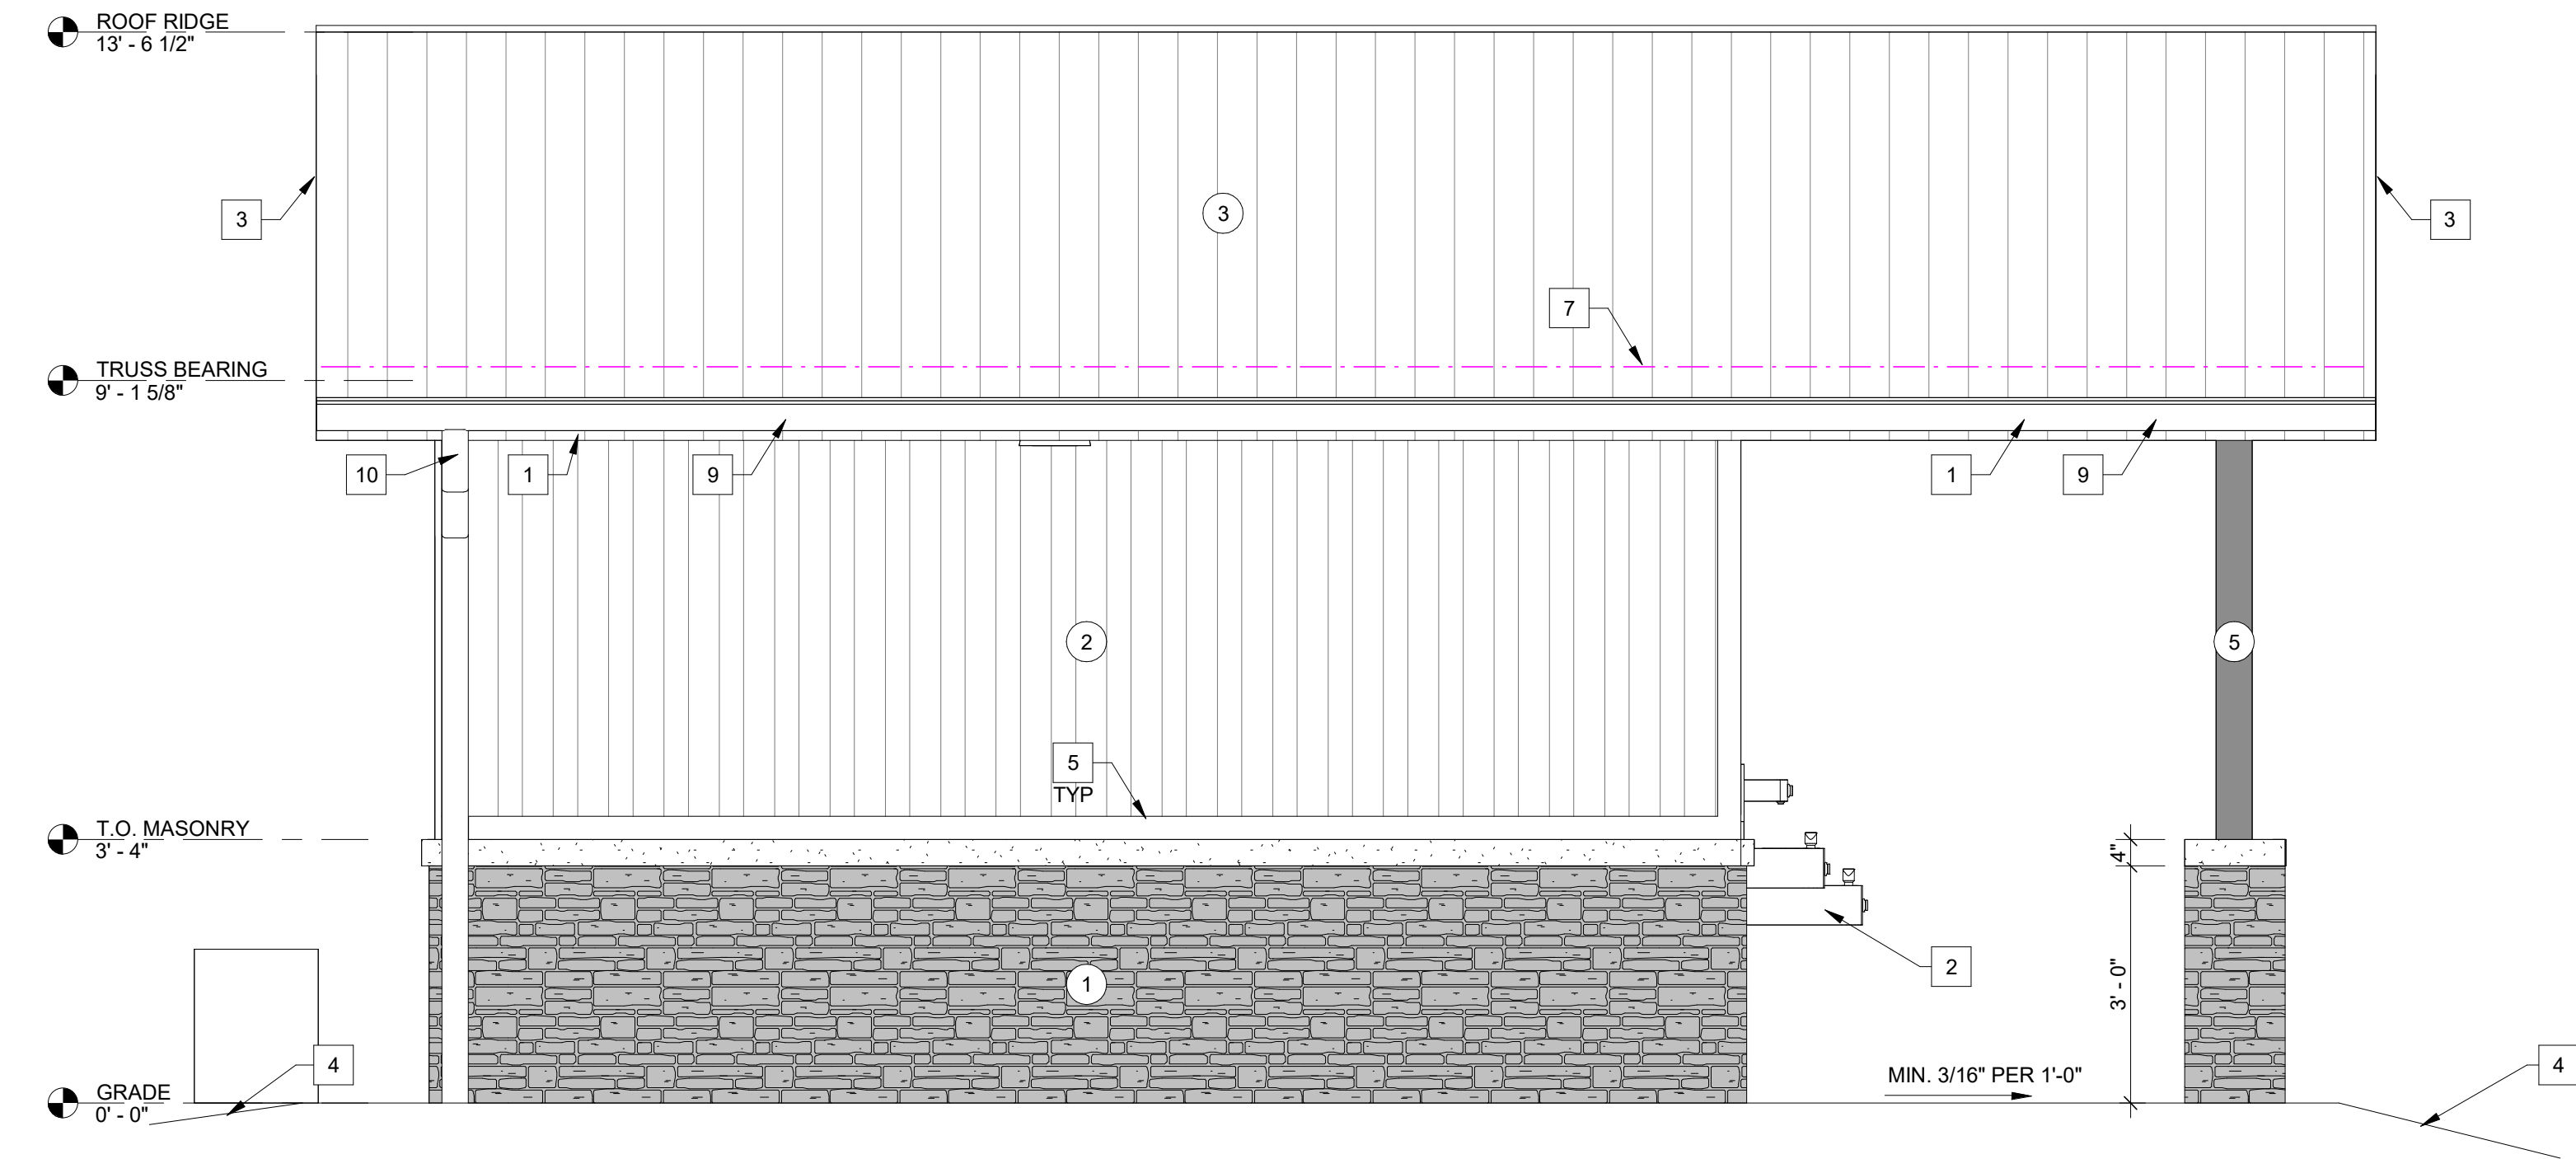 ROOF RIDGE
13' - 6 1/2"
3
3
3
7
TRUSS BEARING
9' - 1 5/8"
10
1
9
1
9
2
5
5
TYP
T.O. MASONRY
3' - 4"
4"
2
1
3' - 0"
4
MIN. 3/16" PER 1'-0"
4
GRADE
0' - 0"